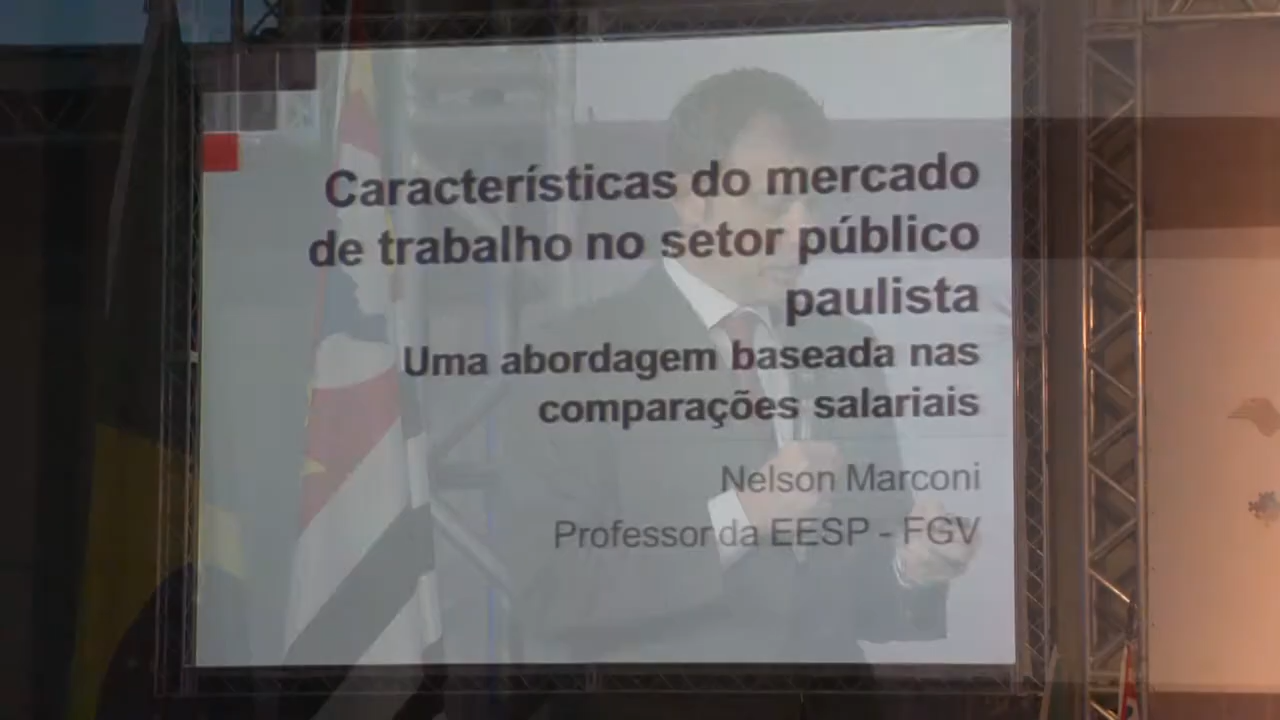 Características do mercado
de trabalho no setor público
paulista
Uma abordagem baseada nas
comparações salariais
Nelson Marconi
Professor da EESP - FGV